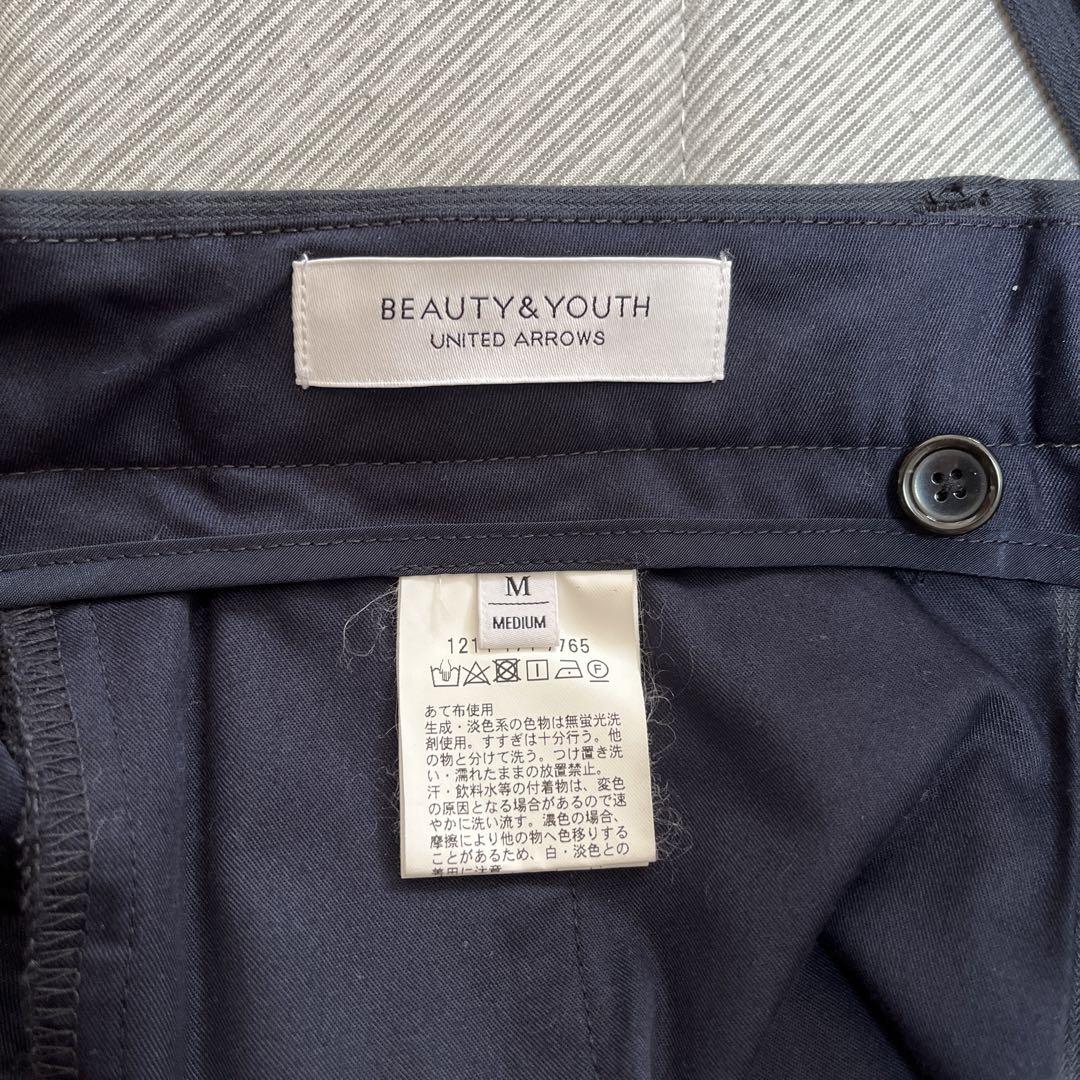 BEAUTY&YOUTH
UNITED ARROWS
M
MEDIUM
あて布使用
生成・淡色系の色物は無蛍光洗
剤使用。すすぎは十分行う。他
の物と分けて洗う。つけ置き洗
い・濡れたままの放置禁止。
汗・飲料水等の付着物は、変色
の原因となる場合があるので速
やかに洗い流す。濃色の場合、
摩擦により他の物へ色移りする
ことがあるため、白・淡色との
着用に注意